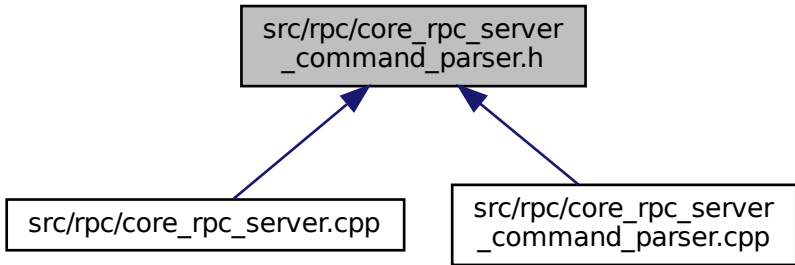 src/rpc/core_rpc_server
_command_parser.h
src/rpc/core_rpc_server.cpp
src/rpc/core_rpc_server
_command_parser.cpp